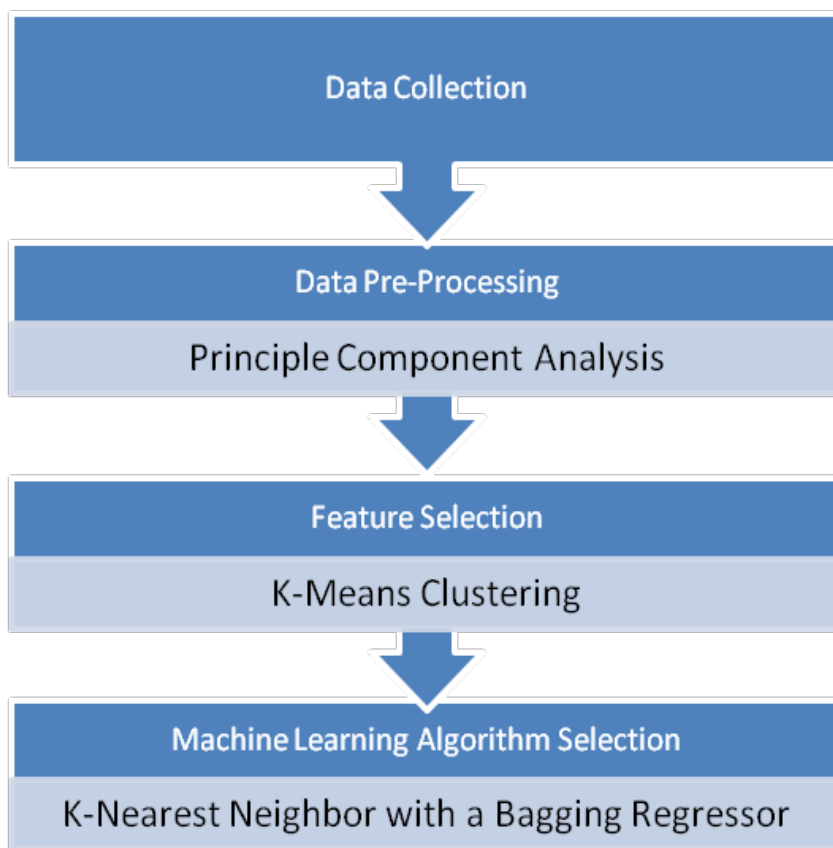 Data Collection
Data Pre-Processing
Principle Component Analysis
Feature Selection
K-Means Clustering
Machine Learning Algorithm Selection
K-Nearest Neighbor with a Bagging Regressor